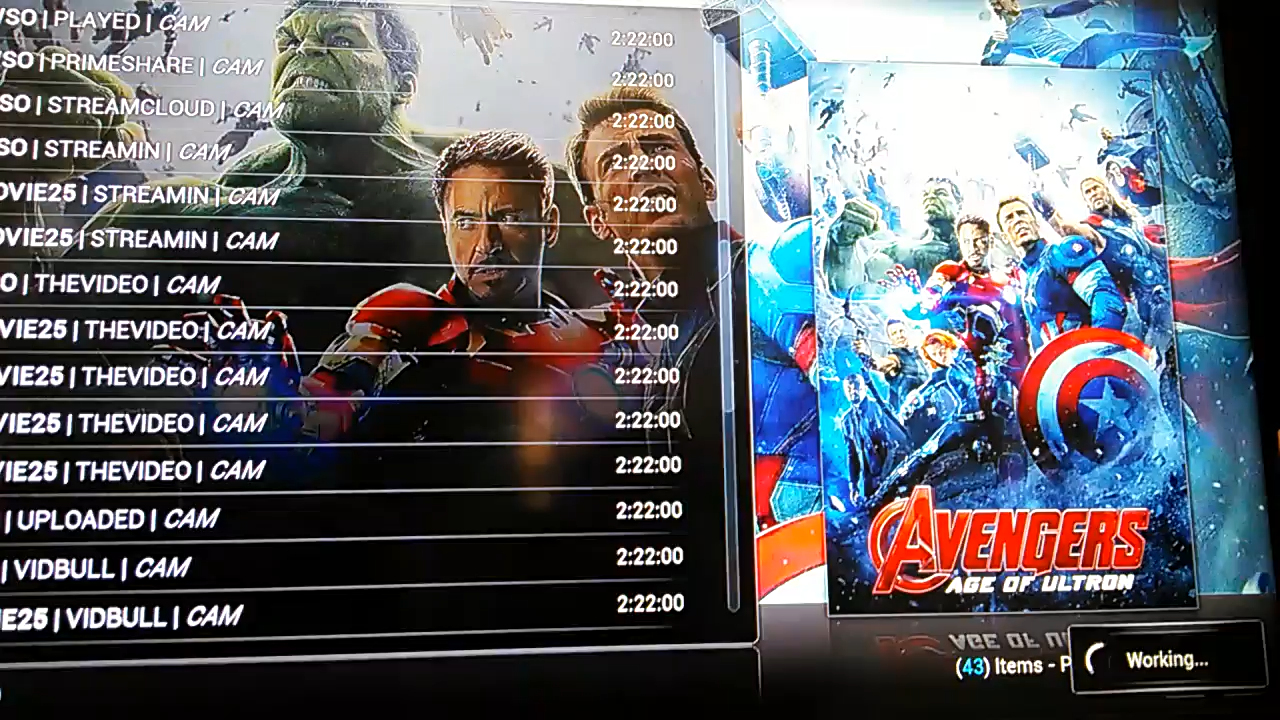 VSO | PLAYED | CAM 2:22:00
VSO | PRIMESHARE | CAM 2:22:00
SO | STREAMCLOUD | CAM 2:22:00
SO | STREAMIN | CAM 2:22:00
OVIE25 | STREAMIN | CAM 2:22:00
OVIE25 | STREAMIN | CAM 2:22:00
O | THEVIDEO | CAM 2:22:00
VIE25 | THEVIDEO | CAM 2:22:00
VIE25 | THEVIDEO | CAM 2:22:00
VIE25 | THEVIDEO | CAM 2:22:00
VIE25 | THEVIDEO | CAM 2:22:00
| UPLOADED | CAM 2:22:00
| VIDBULL | CAM 2:22:00
IE25 | VIDBULL | CAM 2:22:00
AVENGERS
AGE OF ULTRON
(43) Items - P
Working...